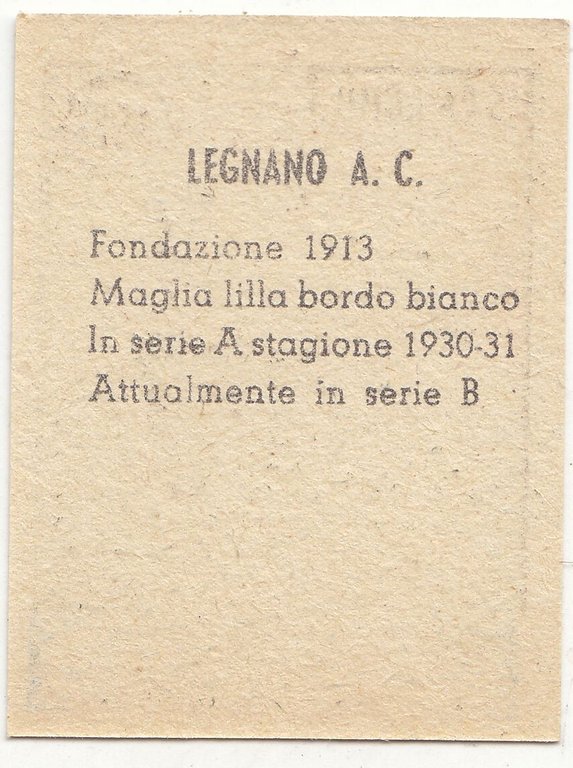 LEGNANO A. C.
Fondazione 1913
Maglia lilla bordo bianco
In serie A stagione 1930-31
Attualmente in serie B